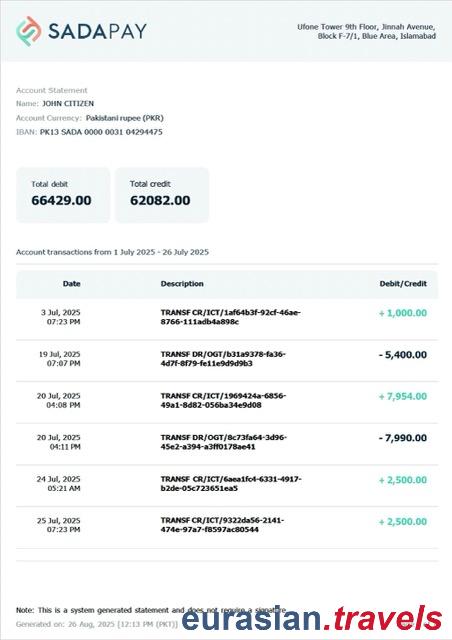 SADAPAY
Ufone Tower 9th Floor, Jinnah Avenue,
Block F-7/1, Blue Area, Islamabad
Account Statement
Name: JOHN CITIZEN
Account Currency: Pakistani rupee (PKR)
IBAN: PK13 SADA 0000 0031 04294475
Total debit
66429.00
Total credit
62082.00
Account transactions from 1 July 2025 - 26 July 2025
Date Description Debit/Credit
3 Jul, 2025
07:23 PM
TRANSF CR/ICT/1af64b3f-92cf-46ae-
8766-111adb4a898c
+ 1,000.00
19 Jul, 2025
07:07 PM
TRANSF DR/OGT/b31a9378-fa36-
4d7f-8f79-fe11e9d9d9b3
- 5,400.00
20 Jul, 2025
04:08 PM
TRANSF CR/ICT/1969424a-6856-
49a1-8d82-056ba34e9d08
+ 7,954.00
20 Jul, 2025
04:11 PM
TRANSF DR/OGT/8c73fa64-3d96-
45e2-a394-a3ff0178ae41
- 7,990.00
24 Jul, 2025
05:21 AM
TRANSF CR/ICT/6aea1fc4-6331-4917-
b2de-05c723651ea5
+ 2,500.00
25 Jul, 2025
07:23 PM
TRANSF CR/ICT/9322da56-2141-
474e-97a7-f8597ac80544
+ 2,500.00
Note: This is a system generated statement and does not require a signature
Generated on: 26 Aug, 2025 [12:13 PM (PKT)]
eurasian.travels